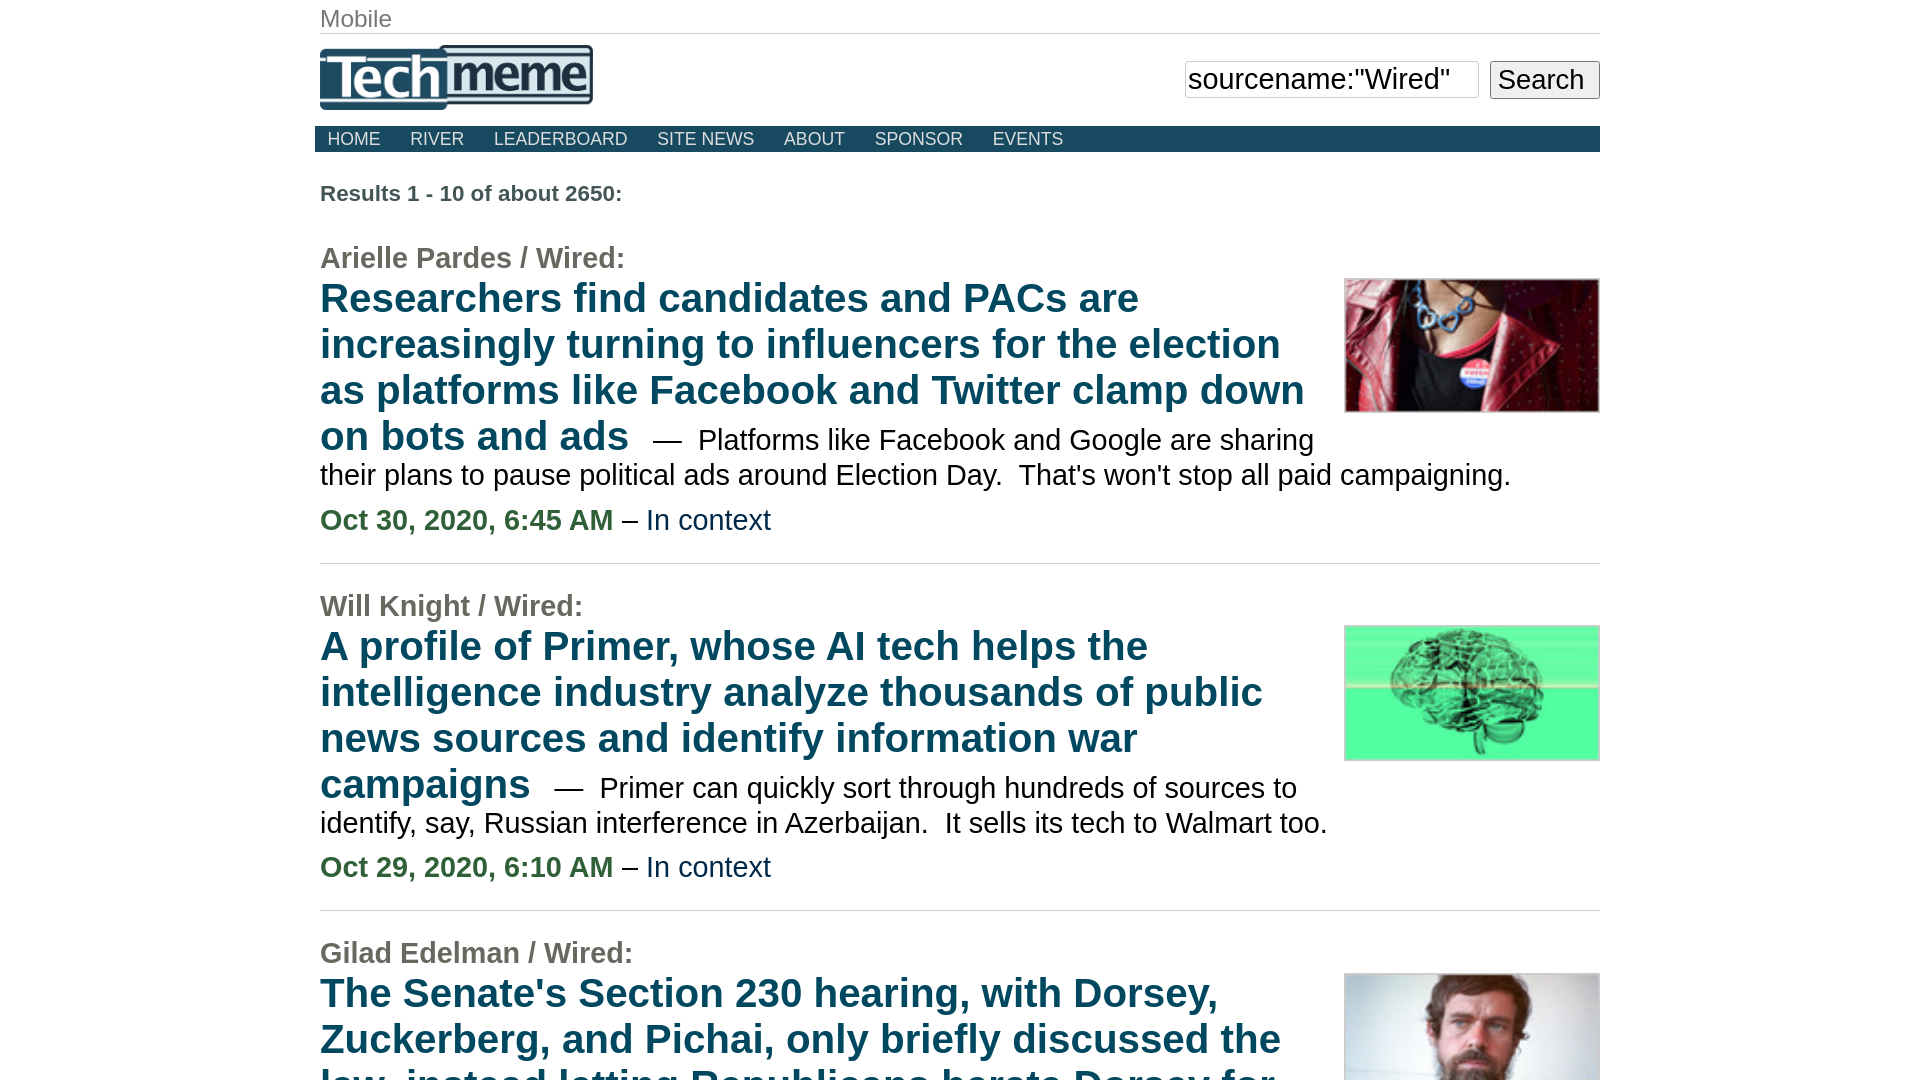 Mobile
Techmeme
sourcename:"Wired" Search
HOME RIVER LEADERBOARD SITE NEWS ABOUT SPONSOR EVENTS
Results 1 - 10 of about 2650:
Arielle Pardes / Wired:
Researchers find candidates and PACs are
increasingly turning to influencers for the election
as platforms like Facebook and Twitter clamp down
on bots and ads — Platforms like Facebook and Google are sharing
their plans to pause political ads around Election Day. That's won't stop all paid campaigning.
Oct 30, 2020, 6:45 AM – In context
Will Knight / Wired:
A profile of Primer, whose AI tech helps the
intelligence industry analyze thousands of public
news sources and identify information war
campaigns — Primer can quickly sort through hundreds of sources to
identify, say, Russian interference in Azerbaijan. It sells its tech to Walmart too.
Oct 29, 2020, 6:10 AM – In context
Gilad Edelman / Wired:
The Senate's Section 230 hearing, with Dorsey,
Zuckerberg, and Pichai, only briefly discussed the
law, instead letting Republicans berate Dorsey for